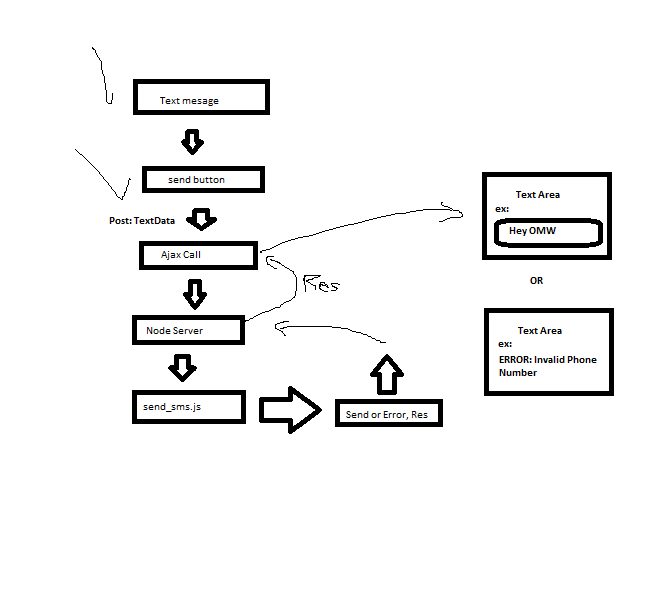 Text mesage
send button
Post: TextData
Ajax Call
Res
Node Server
send_sms.js
Send or Error, Res
Text Area
ex:
Hey OMW
OR
Text Area
ex:
ERROR: Invalid Phone
Number